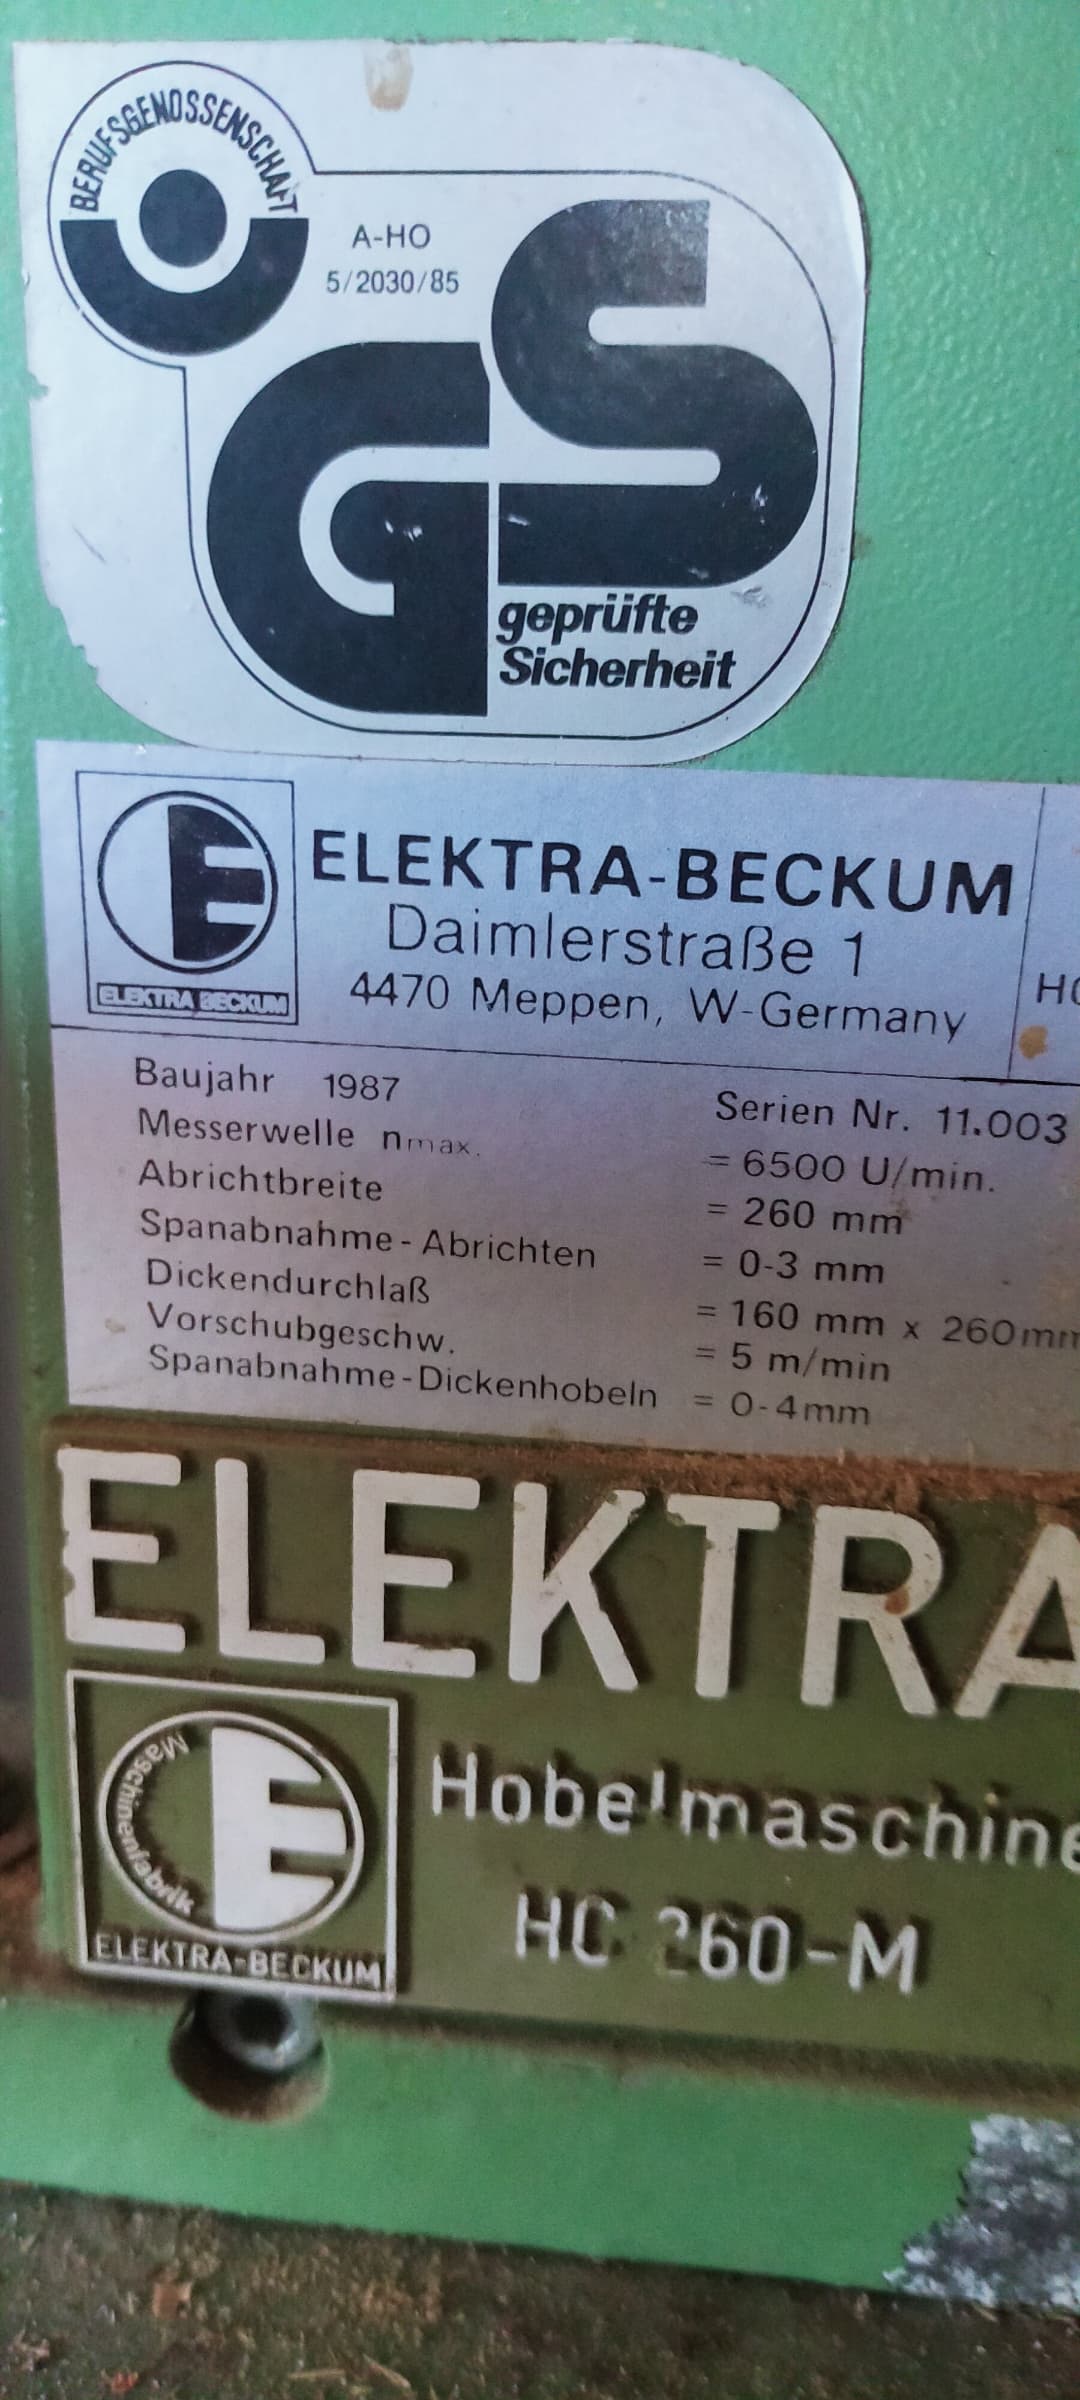 BERUFSGENOSSENSCHAFT
A-HO
5/2030/85
GS
geprüfte
Sicherheit
E
ELEKTRA BECKUM
ELEKTRA-BECKUM
Daimlerstraße 1
4470 Meppen, W-Germany
Baujahr 1987 Serien Nr. 11.003
Messerwelle nmax. = 6500 U/min.
Abrichtbreite = 260 mm
Spanabnahme - Abrichten = 0-3 mm
Dickendurchlaß = 160 mm x 260mm
Vorschubgeschw. = 5 m/min
Spanabnahme-Dickenhobeln = 0-4mm
ELEKTRA
Maschinenfabrik
E
ELEKTRA-BECKUM
Hobelmaschine
HC 260-M